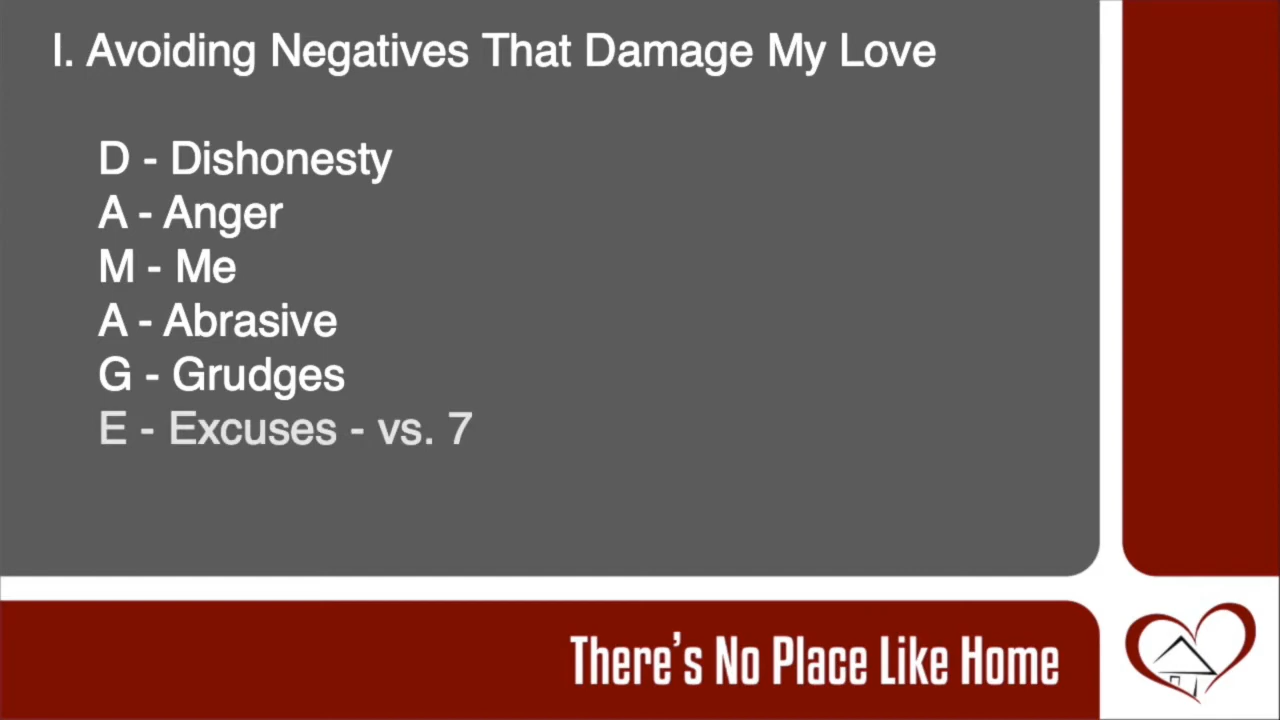 I. Avoiding Negatives That Damage My Love
D - Dishonesty
A - Anger
M - Me
A - Abrasive
G - Grudges
E - Excuses - vs. 7
There's No Place Like Home